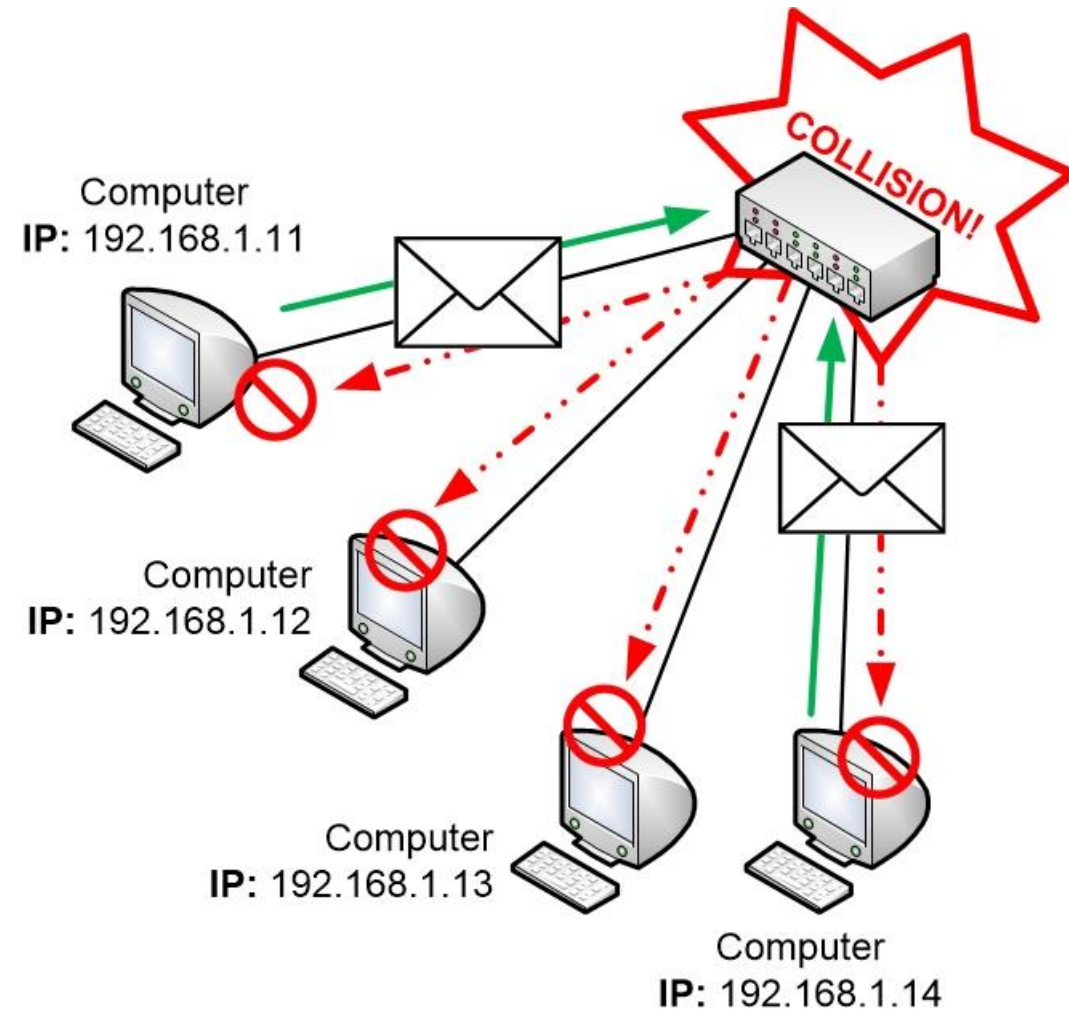 COLLISION!
Computer
IP: 192.168.1.11
Computer
IP: 192.168.1.12
Computer
IP: 192.168.1.13
Computer
IP: 192.168.1.14